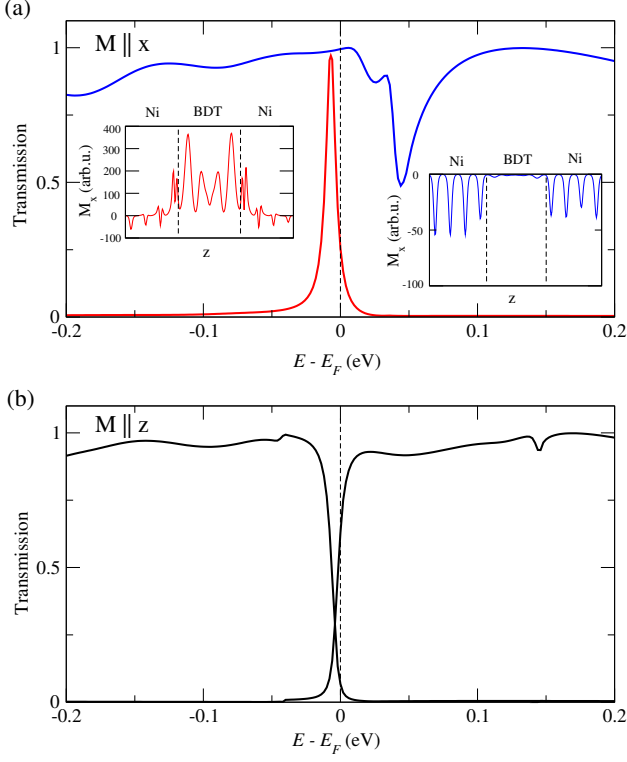 (a)
M || x
1
Transmission
0.5
0
Ni BDT Ni
400
300
200
100
0
-100
M_x (arb.u.)
z
Ni BDT Ni
0
-50
-100
M_x (arb.u.)
z
-0.2 -0.1 0 0.1 0.2
E - E_F (eV)
(b)
M || z
1
Transmission
0.5
0
-0.2 -0.1 0 0.1 0.2
E - E_F (eV)